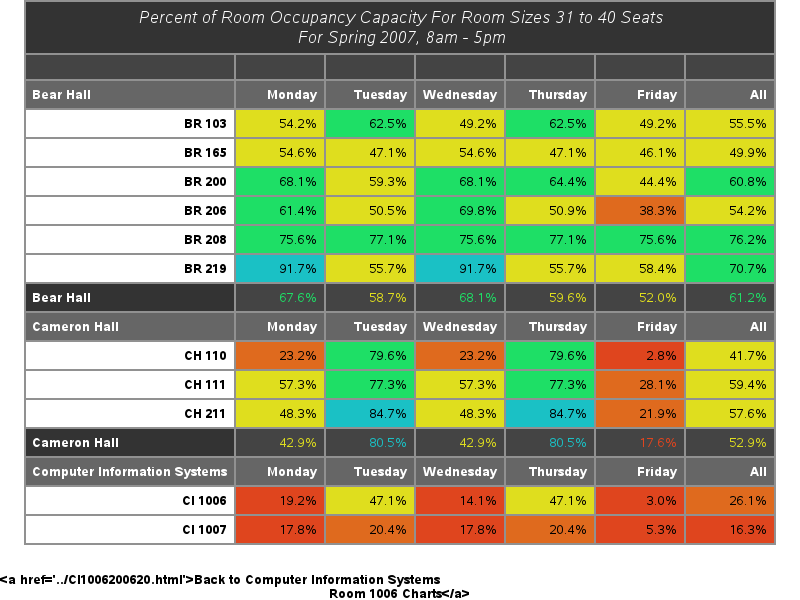 Percent of Room Occupancy Capacity For Room Sizes 31 to 40 Seats
For Spring 2007, 8am - 5pm
Bear Hall Monday Tuesday Wednesday Thursday Friday All
BR 103 54.2% 62.5% 49.2% 62.5% 49.2% 55.5%
BR 165 54.6% 47.1% 54.6% 47.1% 46.1% 49.9%
BR 200 68.1% 59.3% 68.1% 64.4% 44.4% 60.8%
BR 206 61.4% 50.5% 69.8% 50.9% 38.3% 54.2%
BR 208 75.6% 77.1% 75.6% 77.1% 75.6% 76.2%
BR 219 91.7% 55.7% 91.7% 55.7% 58.4% 70.7%
Bear Hall 67.6% 58.7% 68.1% 59.6% 52.0% 61.2%
Cameron Hall Monday Tuesday Wednesday Thursday Friday All
CH 110 23.2% 79.6% 23.2% 79.6% 2.8% 41.7%
CH 111 57.3% 77.3% 57.3% 77.3% 28.1% 59.4%
CH 211 48.3% 84.7% 48.3% 84.7% 21.9% 57.6%
Cameron Hall 42.9% 80.5% 42.9% 80.5% 17.6% 52.9%
Computer Information Systems Monday Tuesday Wednesday Thursday Friday All
CI 1006 19.2% 47.1% 14.1% 47.1% 3.0% 26.1%
CI 1007 17.8% 20.4% 17.8% 20.4% 5.3% 16.3%
<a href='../CI1006200620.html'>Back to Computer Information Systems
Room 1006 Charts</a>